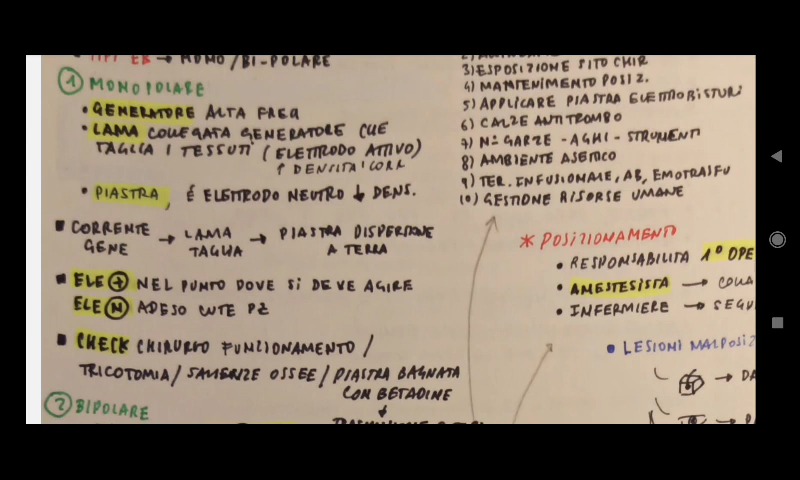 TIPI EB → MONO/BI-POLARE
① MONOPOLARE
• GENERATORE ALTA FREQ
• LAMA COLLEGATA GENERATORE CHE
TAGLIA I TESSUTI (ELETTRODO ATTIVO)
↑ DENSITA' CORR
• PIASTRA, É ELETTRODO NEUTRO ↓ DENS.
■ CORRENTE GENE → LAMA TAGLIA → PIASTRA DISPERSIONE A TERRA
■ ELE + NEL PUNTO DOVE SI DEVE AGIRE
ELE N ADESO CUTE PZ
■ CHECK CHIRURGO FUNZIONAMENTO /
TRICOTOMIA / SALIENZE OSSEE / PIASTRA BAGNATA
CON BETADINE
↓
② BIPOLARE
3) ESPOSIZIONE SITO CHIR
4) MANTENIMENTO POSIZ.
5) APPLICARE PIASTRA ELETTROBISTURI
6) CALZE ANTITROMBO
7) N° GARZE - AGHI - STRUMENTI
8) AMBIENTE ASETTICO
9) TER. INFUSIONALE, AB, EMOTRASFU
10) GESTIONE RISORSE UMANE
* POSIZIONAMENTO
• RESPONSABILITA 1° OPE
• ANESTESISTA → COLLA
• INFERMIERE → SEGU
• LESIONI MALPOSIZ
→ DA